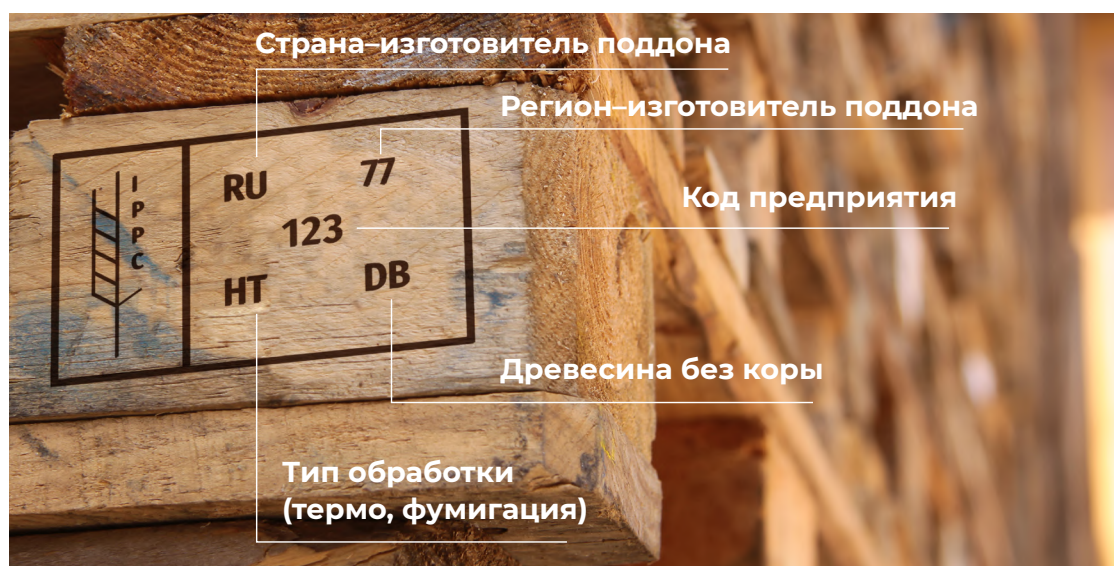 Страна–изготовитель поддона
Регион–изготовитель поддона
IPPC
RU
77
Код предприятия
123
HT
DB
Древесина без коры
Тип обработки
(термо, фумигация)